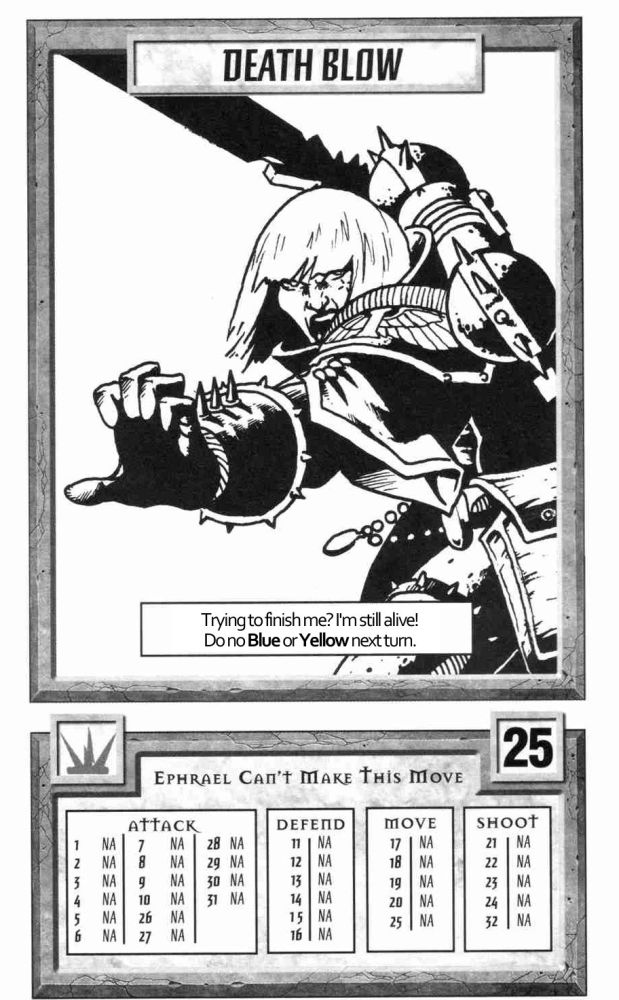 DEATH BLOW
Trying to finish me? I'm still alive!
Do no Blue or Yellow next turn.
25
Ephrael Can't Make This Move
ATTACK
1 NA 7 NA 28 NA
2 NA 8 NA 29 NA
3 NA 9 NA 30 NA
4 NA 10 NA 31 NA
5 NA 26 NA
6 NA 27 NA
DEFEND
11 NA
12 NA
13 NA
14 NA
15 NA
16 NA
MOVE
17 NA
18 NA
19 NA
20 NA
25 NA
SHOOT
21 NA
22 NA
23 NA
24 NA
32 NA